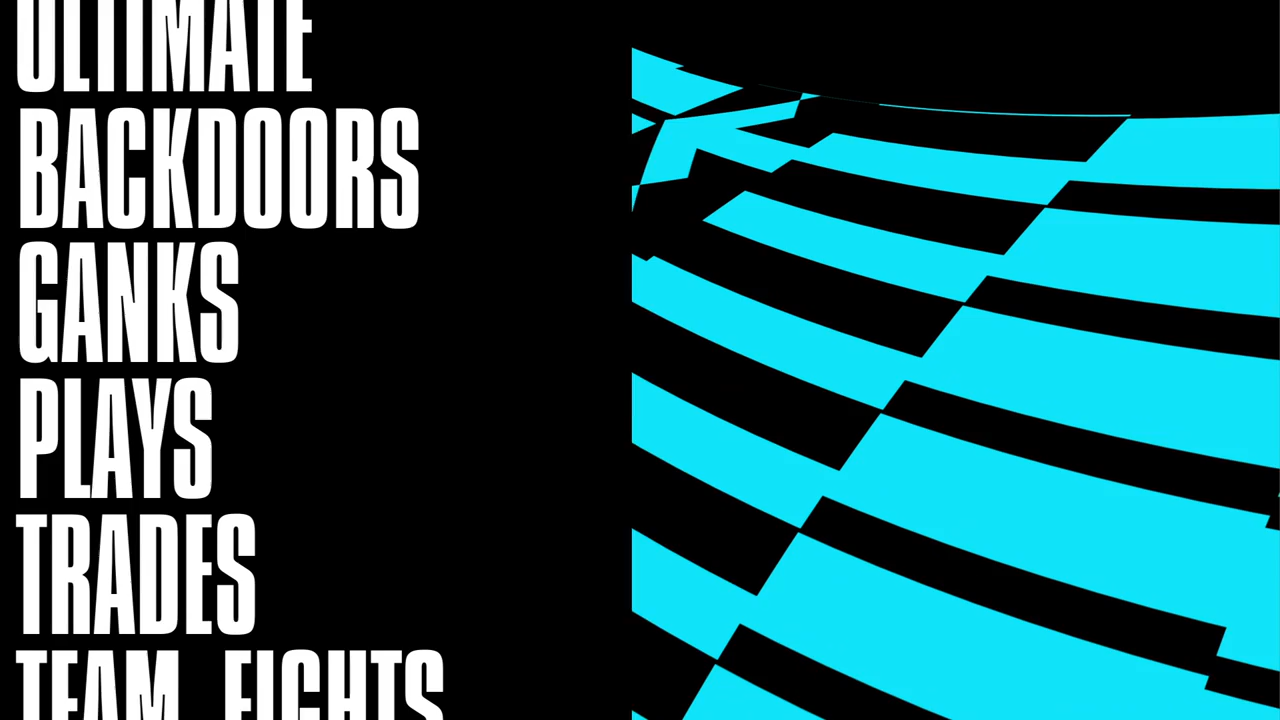 ULTIMATE
BACKDOORS
GANKS
PLAYS
TRADES
TEAM FIGHTS